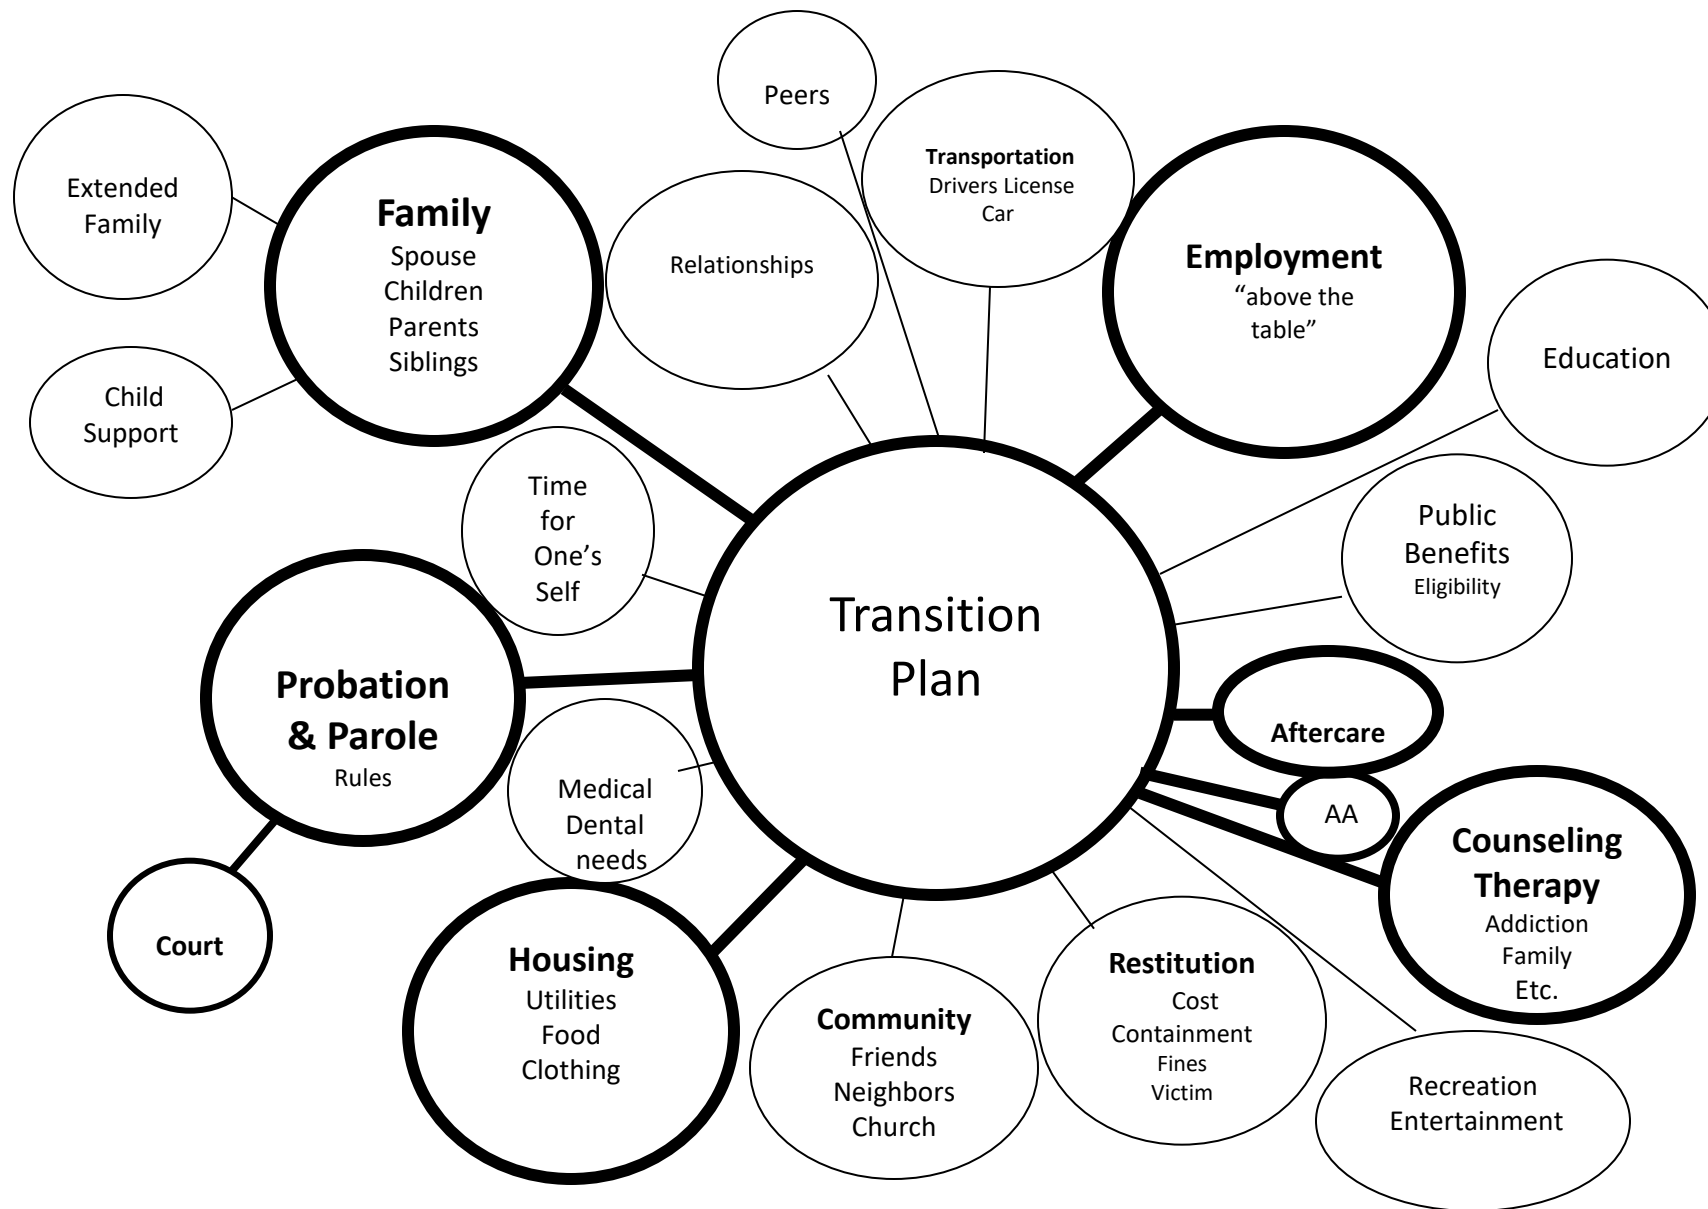 Peers
Transportation
Drivers License
Car
Extended
Family
Family
Spouse
Children
Parents
Siblings
Relationships
Employment
“above the
table”
Education
Child
Support
Time
for
One’s
Self
Public
Benefits
Eligibility
Transition
Plan
Probation
& Parole
Rules
Aftercare
Medical
Dental
needs
AA
Counseling
Therapy
Addiction
Family
Etc.
Court
Housing
Utilities
Food
Clothing
Community
Friends
Neighbors
Church
Restitution
Cost
Containment
Fines
Victim
Recreation
Entertainment